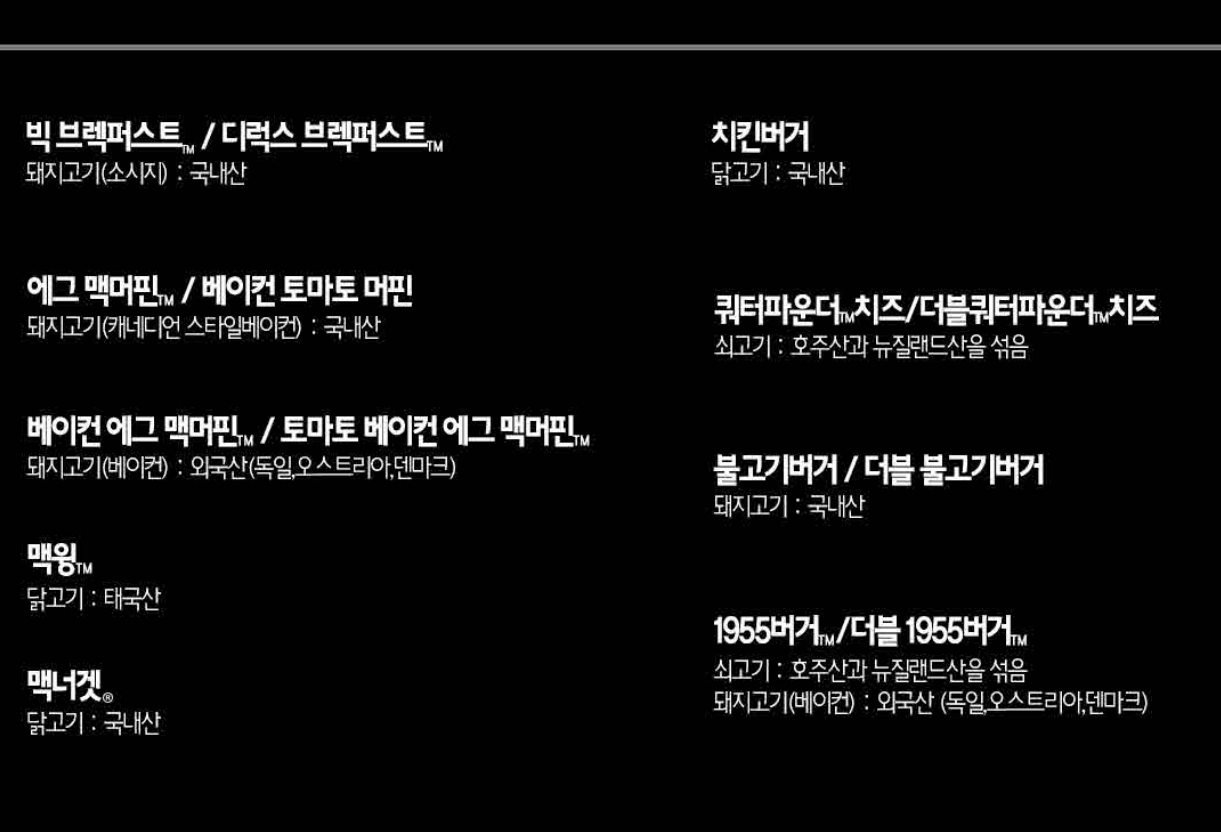 빅 브렉퍼스트™ / 디럭스 브렉퍼스트™
돼지고기(소시지) : 국내산
에그 맥머핀™ / 베이컨 토마토 머핀
돼지고기(캐네디언 스타일베이컨) : 국내산
베이컨 에그 맥머핀™ / 토마토 베이컨 에그 맥머핀™
돼지고기(베이컨) : 외국산(독일,오스트리아,덴마크)
맥윙™
닭고기 : 태국산
맥너겟®
닭고기 : 국내산
치킨버거
닭고기 : 국내산
쿼터파운더™치즈/더블쿼터파운더™치즈
쇠고기 : 호주산과 뉴질랜드산을 섞음
불고기버거 / 더블 불고기버거
돼지고기 : 국내산
1955버거™/더블 1955버거™
쇠고기 : 호주산과 뉴질랜드산을 섞음
돼지고기(베이컨) : 외국산 (독일,오스트리아,덴마크)